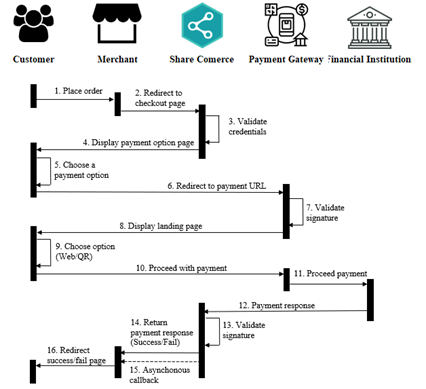 Customer
Merchant
Share Comerce
Payment Gateway
Financial Institution
1. Place order
2. Redirect to
checkout page
3. Validate
credentials
4. Display payment option page
5. Choose a
payment option
6. Redirect to payment URL
7. Validate
signature
8. Display landing page
9. Choose option
(Web/QR)
10. Proceed with payment
11. Proceed payment
12. Payment response
13. Validate
signature
14. Return
payment response
(Success/Fail)
15. Asynchonous
callback
16. Redirect
success/fail page